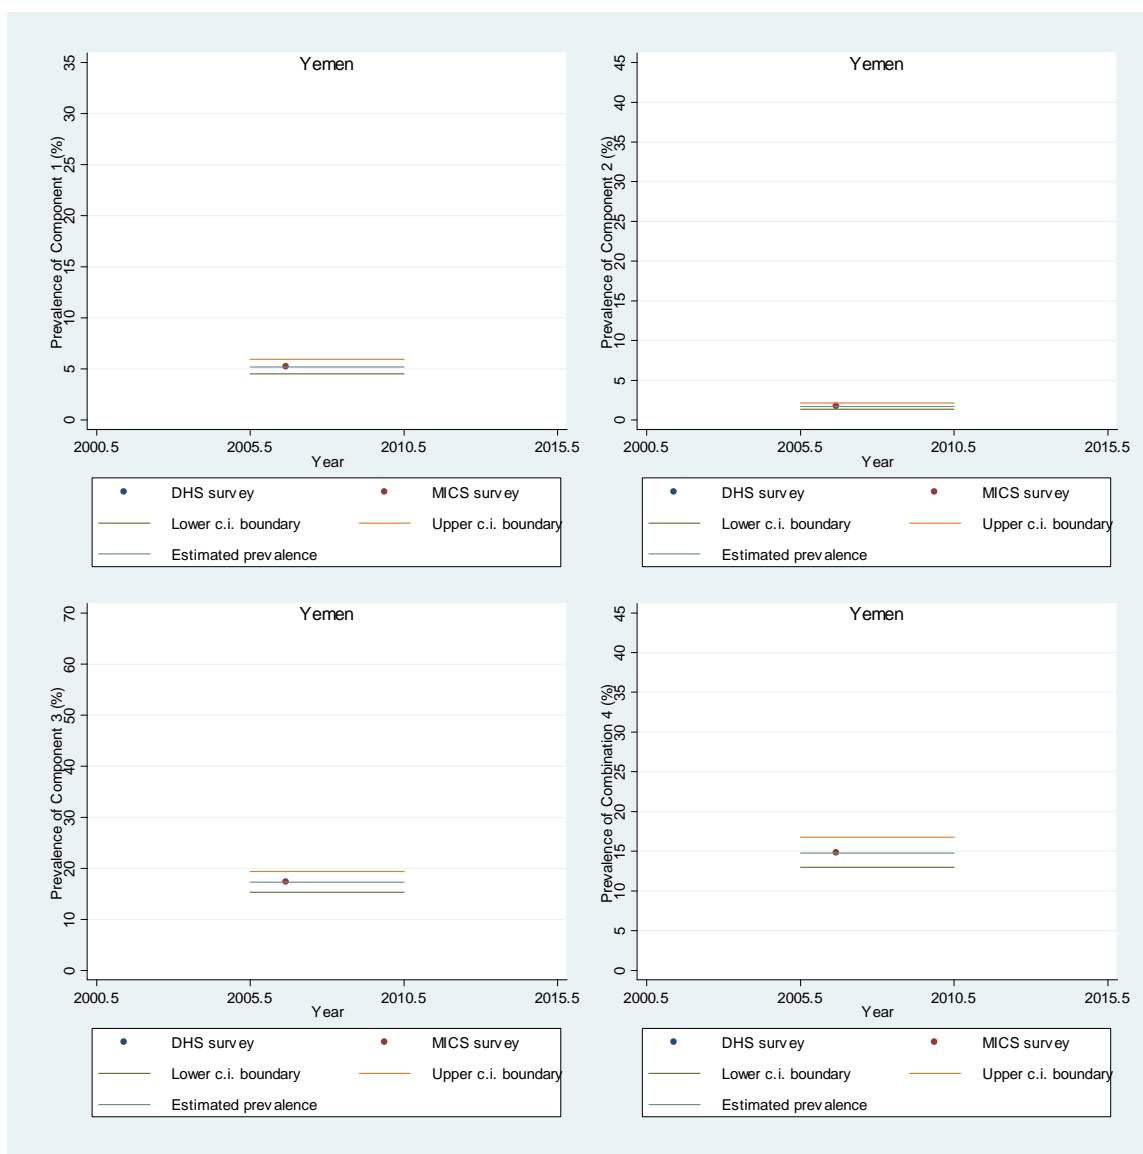 Yemen
Prevalence of Component 1 (%)
35
30
25
20
15
10
5
0
2000.5 2005.5 2010.5 2015.5
Year
DHS survey MICS survey
Lower c.i. boundary Upper c.i. boundary
Estimated prevalence
Yemen
Prevalence of Component 2 (%)
45
40
35
30
25
20
15
10
5
0
2000.5 2005.5 2010.5 2015.5
Year
DHS survey MICS survey
Lower c.i. boundary Upper c.i. boundary
Estimated prevalence
Yemen
Prevalence of Component 3 (%)
70
60
50
40
30
20
10
0
2000.5 2005.5 2010.5 2015.5
Year
DHS survey MICS survey
Lower c.i. boundary Upper c.i. boundary
Estimated prevalence
Yemen
Prevalence of Combination 4 (%)
45
40
35
30
25
20
15
10
5
0
2000.5 2005.5 2010.5 2015.5
Year
DHS survey MICS survey
Lower c.i. boundary Upper c.i. boundary
Estimated prevalence